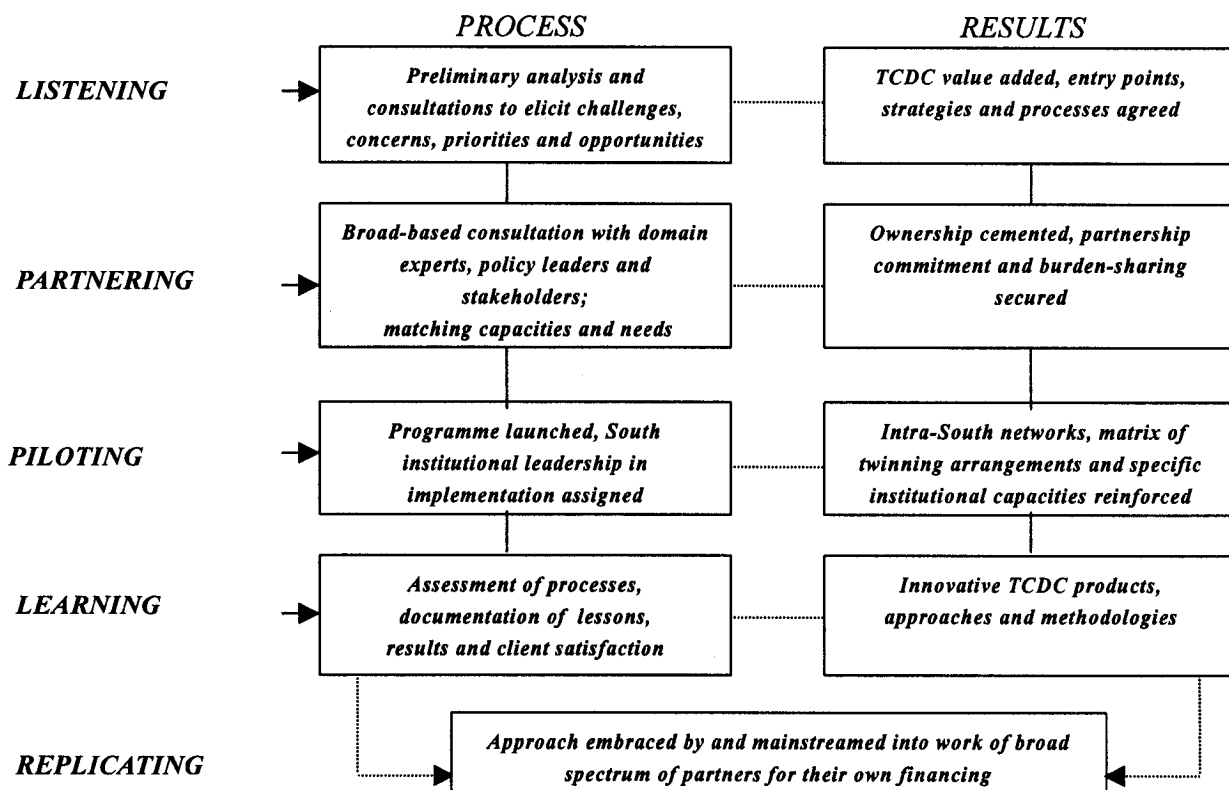 PROCESS
RESULTS
LISTENING
Preliminary analysis and
consultations to elicit challenges,
concerns, priorities and opportunities
TCDC value added, entry points,
strategies and processes agreed
PARTNERING
Broad-based consultation with domain
experts, policy leaders and
stakeholders;
matching capacities and needs
Ownership cemented, partnership
commitment and burden-sharing
secured
PILOTING
Programme launched, South
institutional leadership in
implementation assigned
Intra-South networks, matrix of
twinning arrangements and specific
institutional capacities reinforced
LEARNING
Assessment of processes,
documentation of lessons,
results and client satisfaction
Innovative TCDC products,
approaches and methodologies
REPLICATING
Approach embraced by and mainstreamed into work of broad
spectrum of partners for their own financing